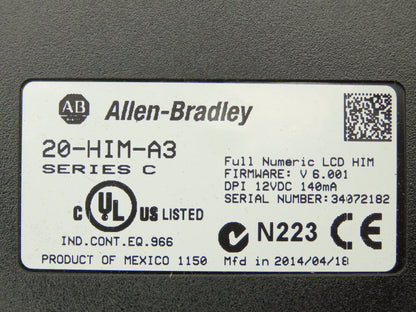 AB Allen-Bradley
20-HIM-A3
SERIES C
Full Numeric LCD HIM
FIRMWARE: V 6.001
DPI 12VDC 140mA
SERIAL NUMBER:34072182
C UL US LISTED
IND.CONT.EQ.966
N223 CE
PRODUCT OF MEXICO 1150 Mfd in 2014/04/18